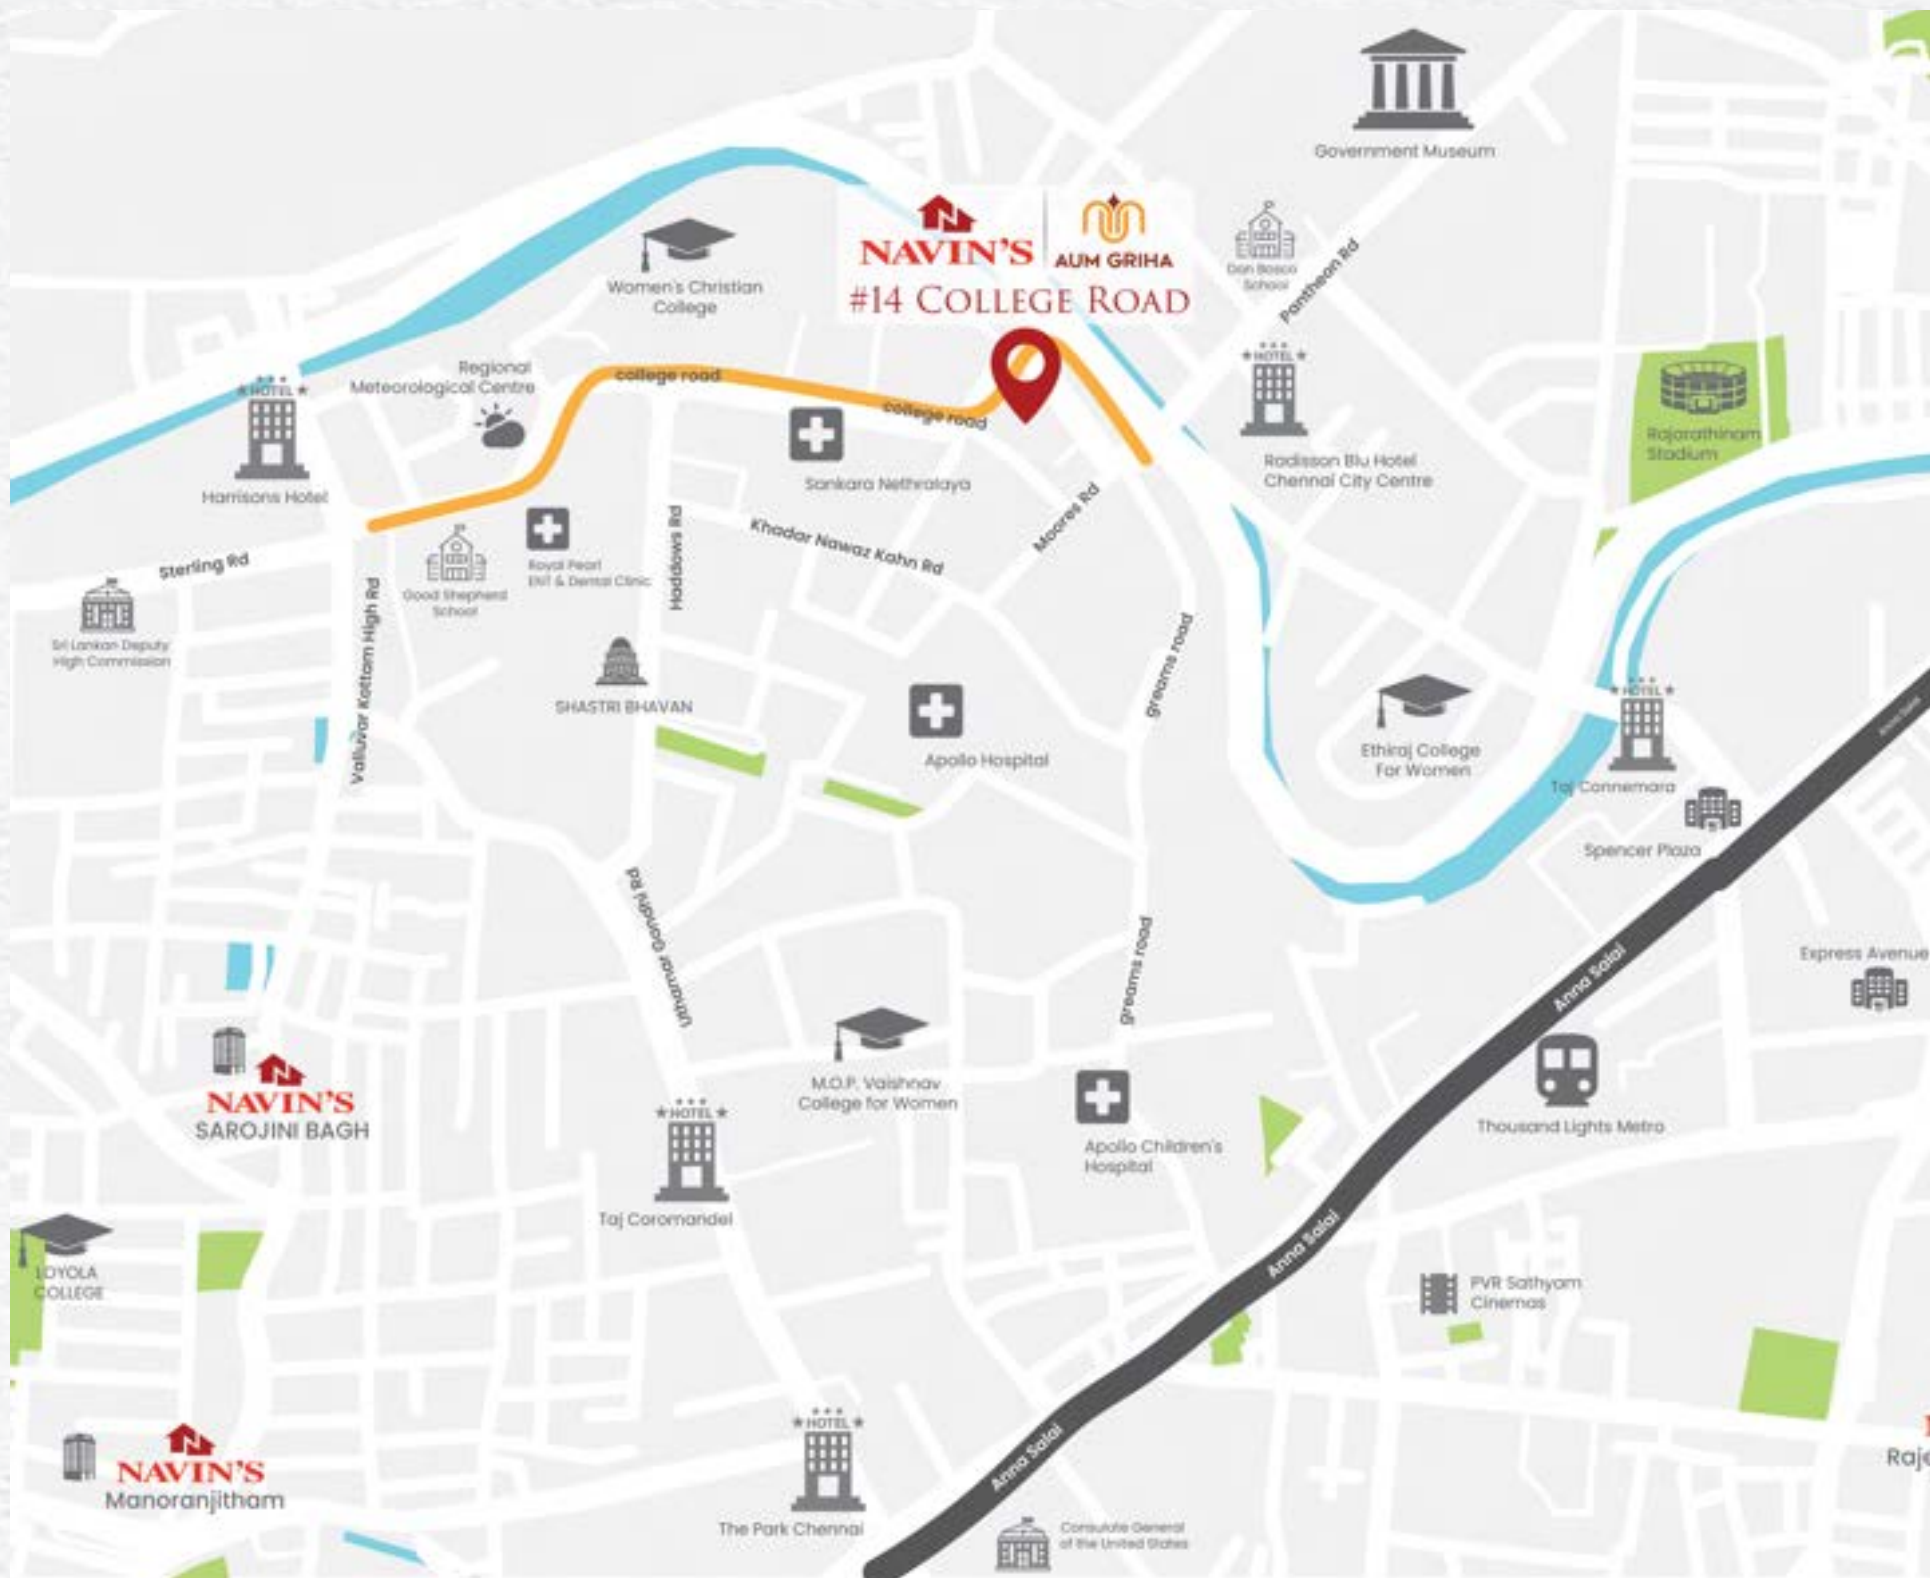 Government Museum
NAVIN'S
AUM GRIHA
#14 COLLEGE ROAD
Women's Christian
College
Don Bosco
School
Pantheon Rd
Regional
Meteorological Centre
college road
college road
HOTEL
Harrisons Hotel
Sankara Nethralaya
HOTEL
Radisson Blu Hotel
Chennai City Centre
Rajarathinam
Stadium
Sterling Rd
Sri Lankan Deputy
High Commission
Valluvar Kottam High Rd
Good Shepherd
School
Royal Pearl
ENT & Dental Clinic
Haddows Rd
Khadar Nawaz Kahn Rd
Moores Rd
greams road
SHASTRI BHAVAN
Apollo Hospital
Ethiraj College
For Women
HOTEL
Taj Connemara
Spencer Plaza
Anna Salai
Uthamar Gandhi Rd
greams road
Anna Salai
Express Avenue
NAVIN'S
SAROJINI BAGH
M.O.P. Vaishnav
College for Women
HOTEL
Taj Coromandel
Apollo Children's
Hospital
Thousand Lights Metro
LOYOLA
COLLEGE
Anna Salai
PVR Sathyam
Cinemas
NAVIN'S
Manoranjitham
HOTEL
The Park Chennai
Anna Salai
Consulate General
of the United States
Raje